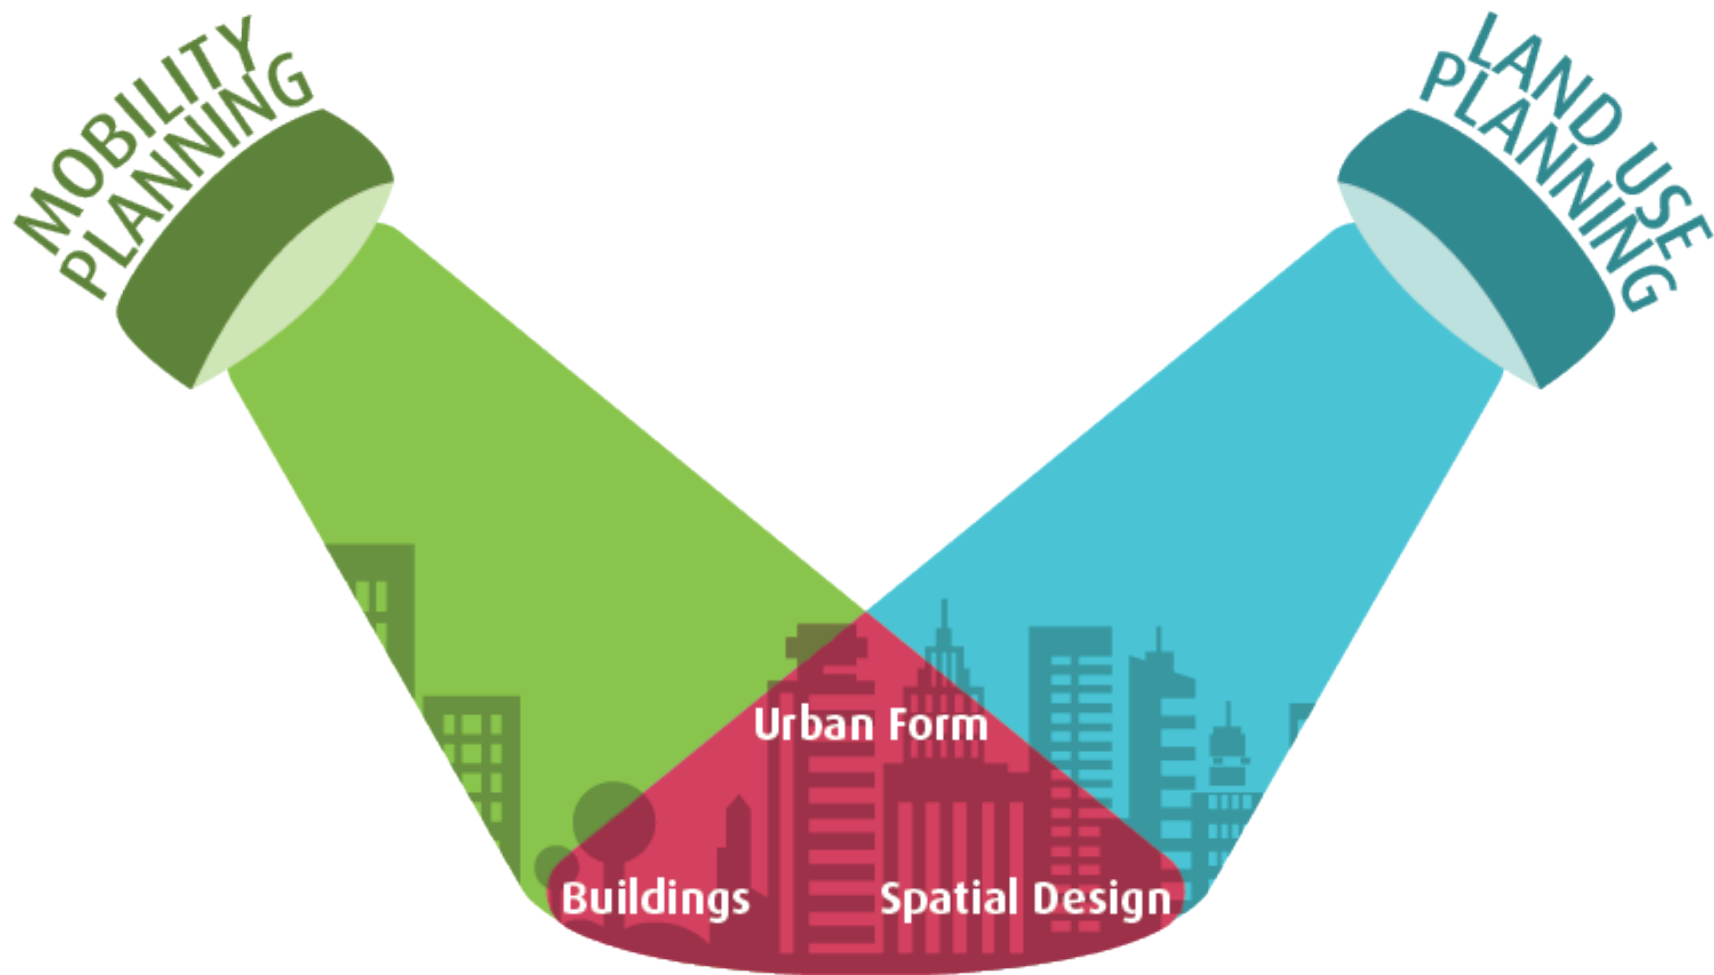 MOBILITY
PLANNING
LAND USE
PLANNING
Urban Form
Buildings
Spatial Design